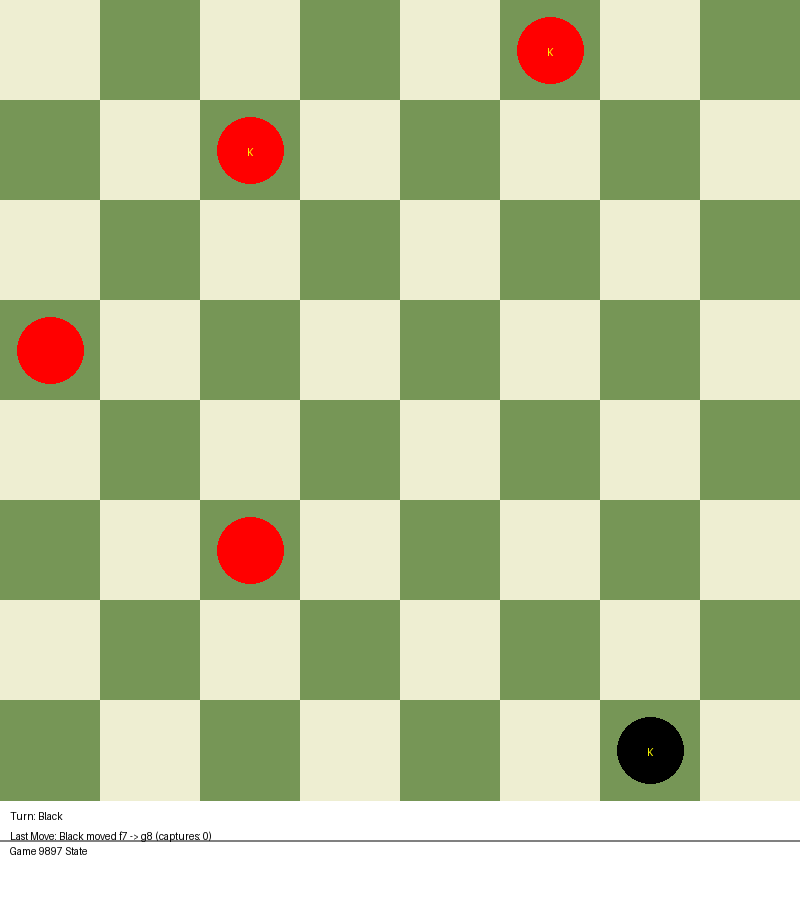 K
K
K
Turn: Black
Last Move: Black moved f7 -> g8 (captures: 0)
Game 9897 State